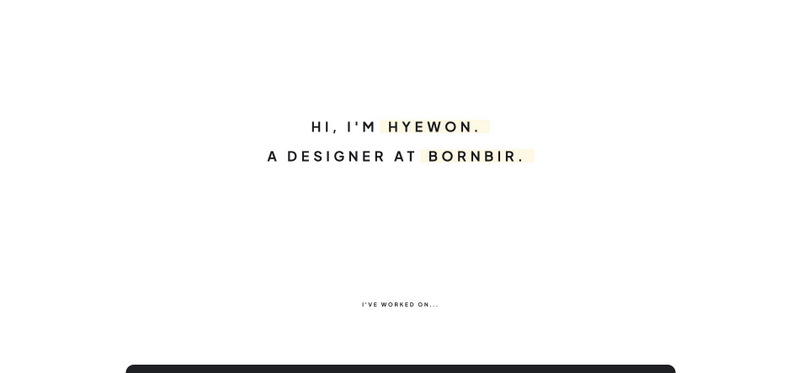 HI, I'M HYEWON.
A DESIGNER AT BORNBIR.
I'VE WORKED ON...